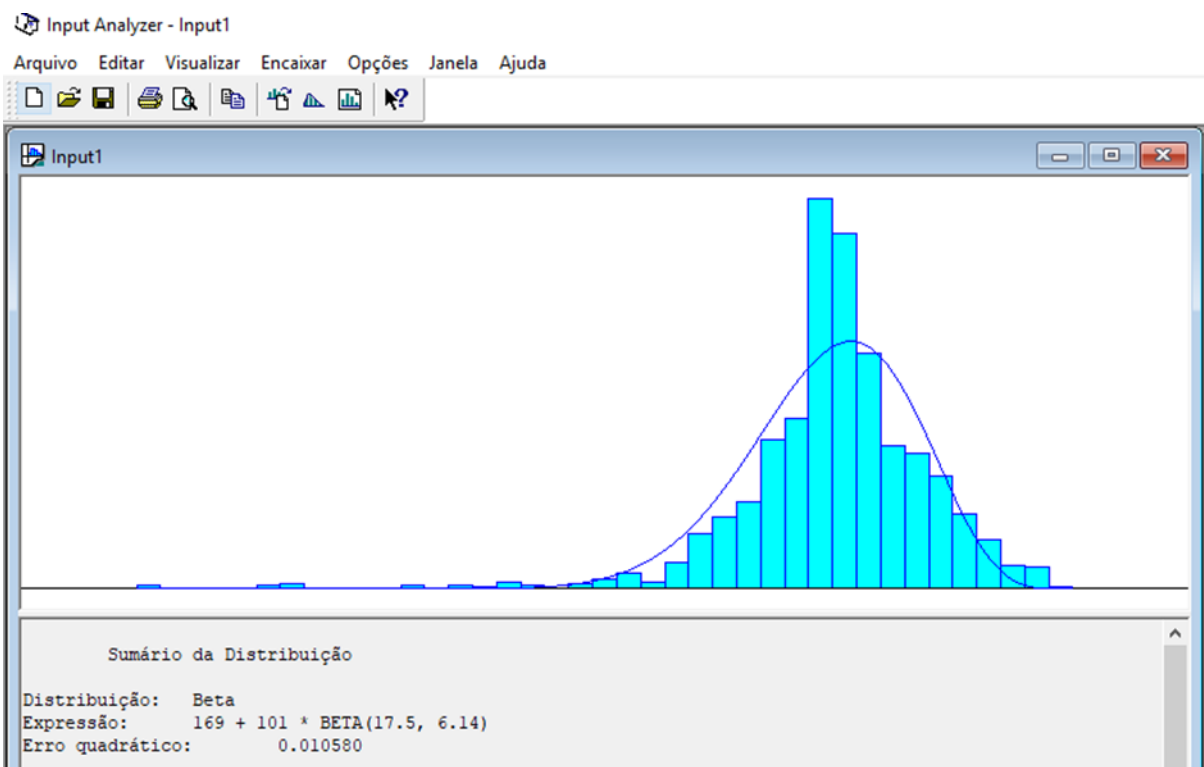 Input Analyzer - Input1
Arquivo Editar Visualizar Encaixar Opções Janela Ajuda
Input1
Sumário da Distribuição
Distribuição: Beta
Expressão: 169 + 101 * BETA(17.5, 6.14)
Erro quadrático: 0.010580